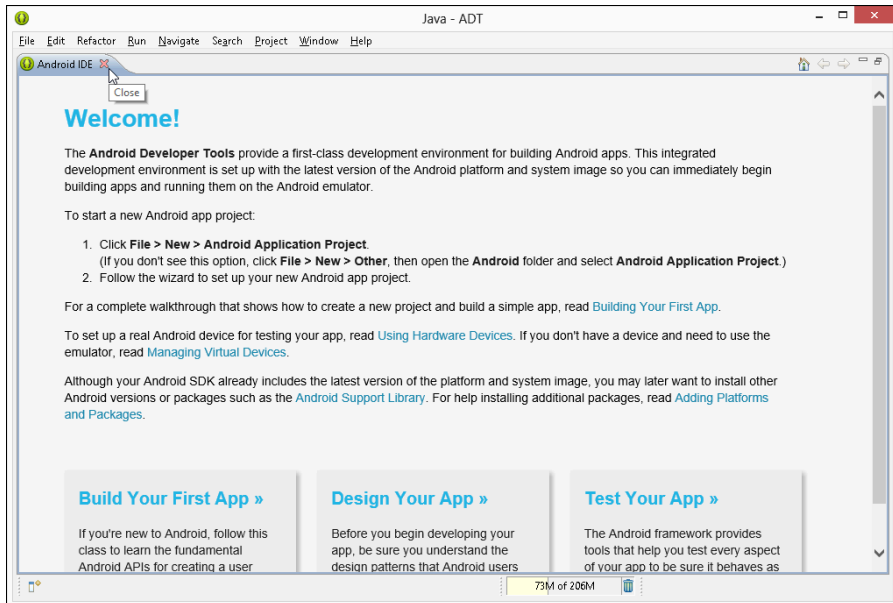 Java - ADT
File Edit Refactor Run Navigate Search Project Window Help
Android IDE
Close
Welcome!
The Android Developer Tools provide a first-class development environment for building Android apps. This integrated
development environment is set up with the latest version of the Android platform and system image so you can immediately begin
building apps and running them on the Android emulator.
To start a new Android app project:
1. Click File > New > Android Application Project.
(If you don't see this option, click File > New > Other, then open the Android folder and select Android Application Project.)
2. Follow the wizard to set up your new Android app project.
For a complete walkthrough that shows how to create a new project and build a simple app, read Building Your First App.
To set up a real Android device for testing your app, read Using Hardware Devices. If you don't have a device and need to use the
emulator, read Managing Virtual Devices.
Although your Android SDK already includes the latest version of the platform and system image, you may later want to install other
Android versions or packages such as the Android Support Library. For help installing additional packages, read Adding Platforms
and Packages.
Build Your First App »
If you're new to Android, follow this
class to learn the fundamental
Android APIs for creating a user
Design Your App »
Before you begin developing your
app, be sure you understand the
design patterns that Android users
Test Your App »
The Android framework provides
tools that help you test every aspect
of your app to be sure it behaves as
73M of 206M